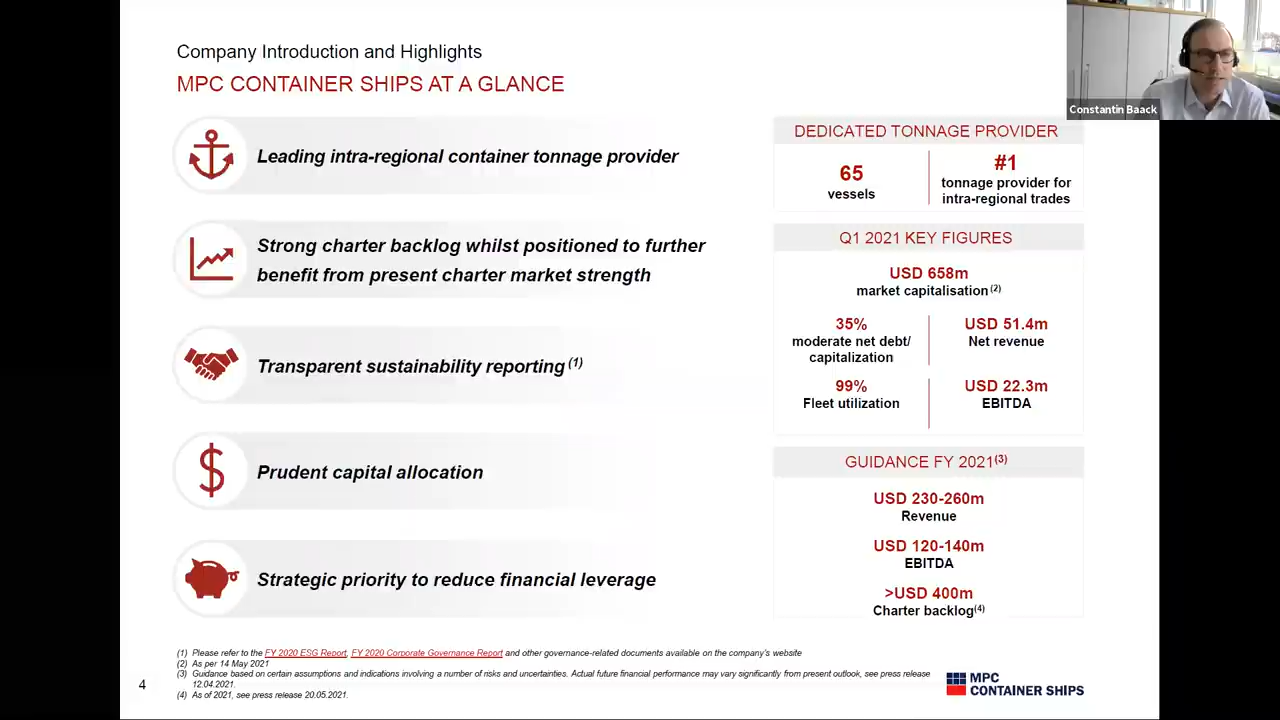 Company Introduction and Highlights
MPC CONTAINER SHIPS AT A GLANCE
Constantin Baack
Leading intra-regional container tonnage provider
Strong charter backlog whilst positioned to further
benefit from present charter market strength
Transparent sustainability reporting (1)
Prudent capital allocation
Strategic priority to reduce financial leverage
DEDICATED TONNAGE PROVIDER
65
vessels
#1
tonnage provider for
intra-regional trades
Q1 2021 KEY FIGURES
USD 658m
market capitalisation (2)
35%
moderate net debt/
capitalization
USD 51.4m
Net revenue
99%
Fleet utilization
USD 22.3m
EBITDA
GUIDANCE FY 2021(3)
USD 230-260m
Revenue
USD 120-140m
EBITDA
>USD 400m
Charter backlog(4)
(1) Please refer to the FY 2020 ESG Report, FY 2020 Corporate Governance Report and other governance-related documents available on the company's website
(2) As per 14 May 2021
(3) Guidance based on certain assumptions and indications involving a number of risks and uncertainties. Actual future financial performance may vary significantly from present outlook, see press release
12.04.2021.
(4) As of 2021, see press release 20.05.2021.
4
MPC
CONTAINER SHIPS